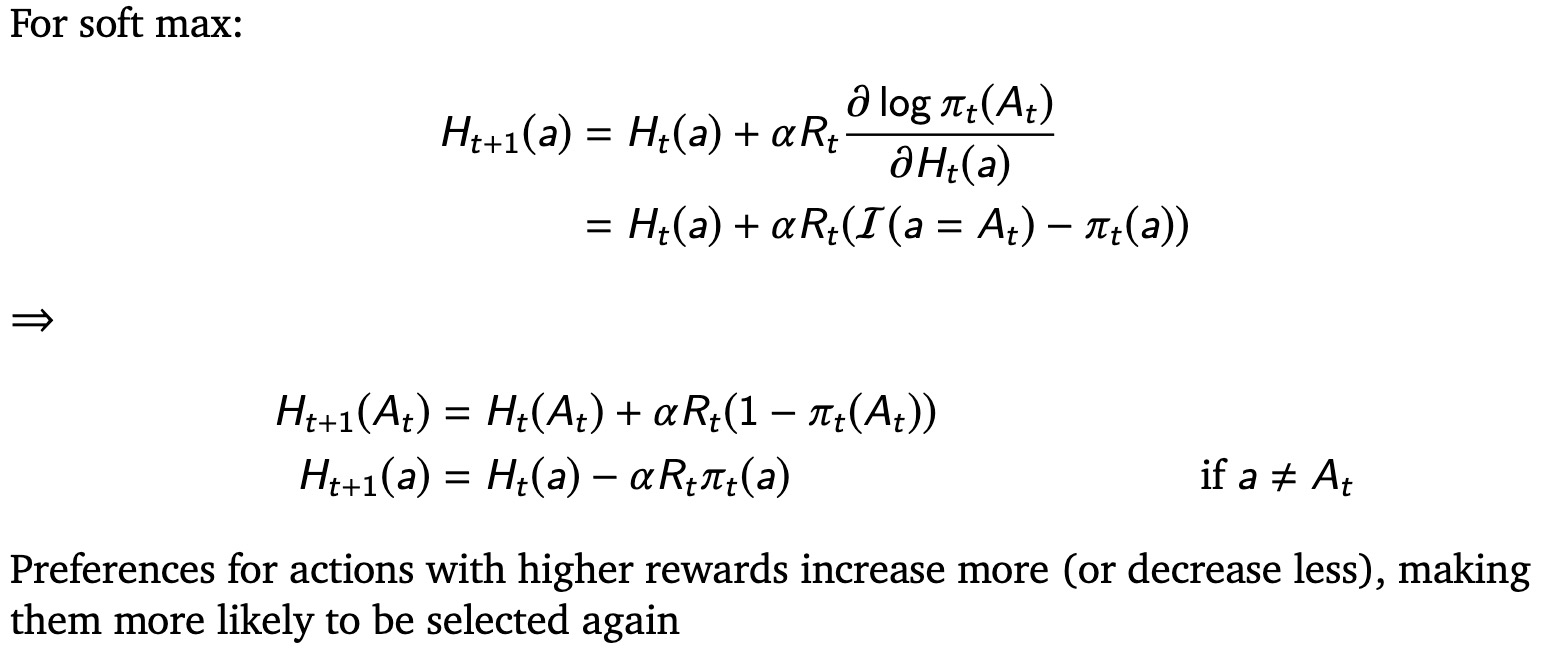 For soft max:
H_{t+1}(a) = H_t(a) + αR_t \frac{∂ log π_t(A_t)}{∂H_t(a)}
= H_t(a) + αR_t(𝓘(a = A_t) − π_t(a))
⟹
H_{t+1}(A_t) = H_t(A_t) + αR_t(1 − π_t(A_t))
H_{t+1}(a) = H_t(a) − αR_tπ_t(a) if a ≠ A_t
Preferences for actions with higher rewards increase more (or decrease less), making
them more likely to be selected again